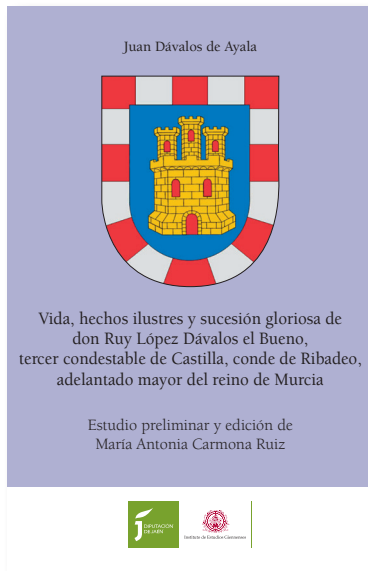 Juan Dávalos de Ayala
Vida, hechos ilustres y sucesión gloriosa de
don Ruy López Dávalos el Bueno,
tercer condestable de Castilla, conde de Ribadeo,
adelantado mayor del reino de Murcia
Estudio preliminar y edición de
María Antonia Carmona Ruiz
DIPUTACIÓN
DE JAÉN
Instituto de Estudios Giennenses